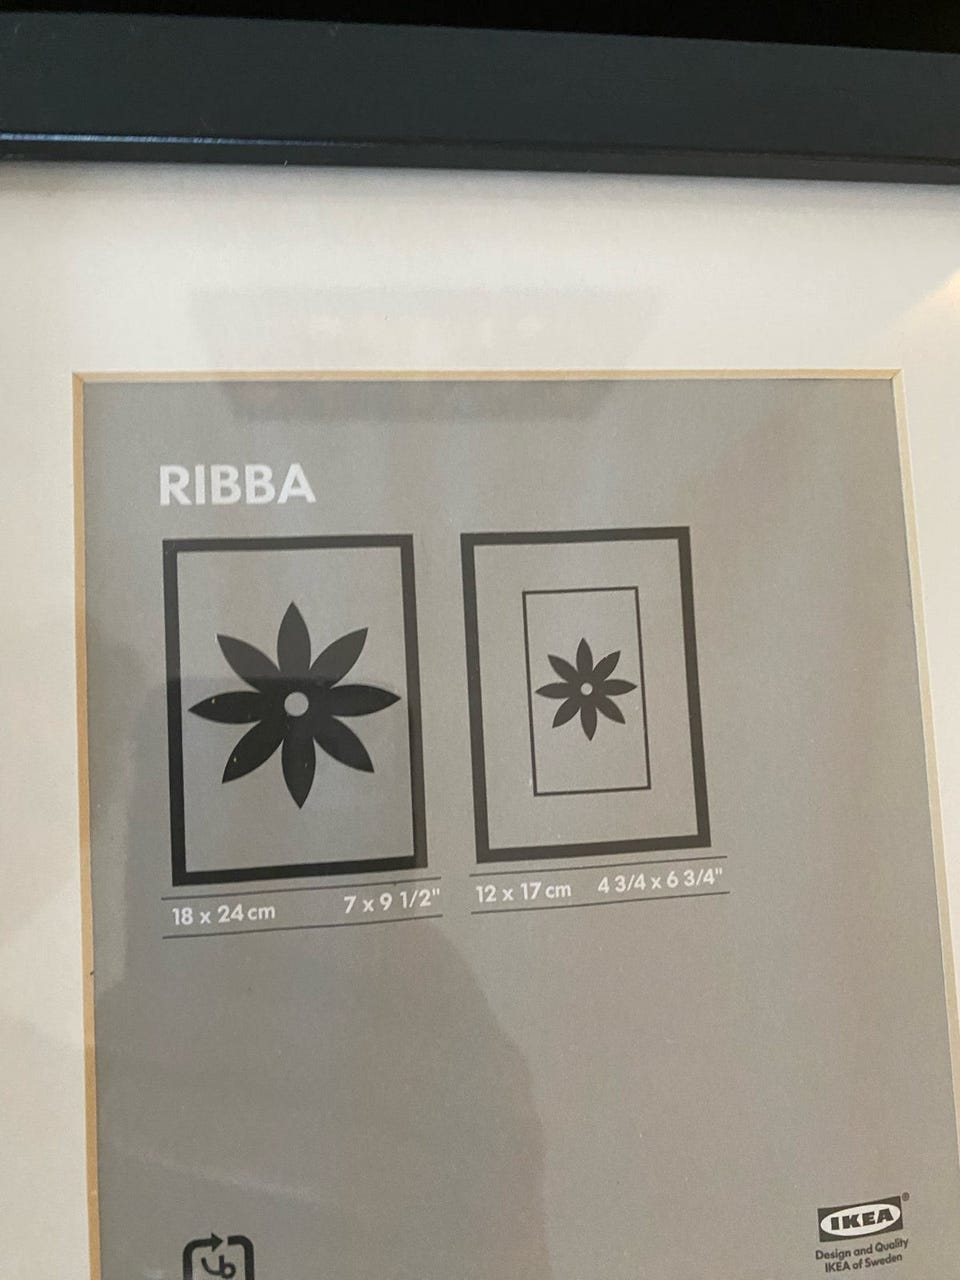 RIBBA
18 x 24 cm 7 x 9 1/2"
12 x 17 cm 4 3/4 x 6 3/4"
IKEA®
Design and Quality
IKEA of Sweden